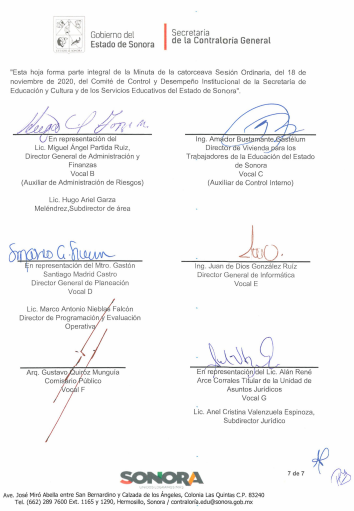 Gobierno del
Estado de Sonora
Secretaría
de la Contraloría General
"Esta hoja forma parte integral de la Minuta de la catorceava Sesión Ordinaria, del 18 de
noviembre de 2020, del Comité de Control y Desempeño Institucional de la Secretaría de
Educación y Cultura y de los Servicios Educativos del Estado de Sonora".
En representación del
Lic. Miguel Ángel Partida Ruiz,
Director General de Administración y
Finanzas
Vocal B
(Auxiliar de Administración de Riesgos)
Lic. Hugo Ariel Garza
Meléndrez,Subdirector de área
Ing. Amador Bustamante Gastélum
Director de Vivienda para los
Trabajadores de la Educación del Estado
de Sonora
Vocal C
(Auxiliar de Control Interno)
En representación del Mtro. Gastón
Santiago Madrid Castro
Director General de Planeación
Vocal D
Lic. Marco Antonio Nieblas Falcón
Director de Programación y Evaluación
Operativa
Ing. Juan de Dios González Ruiz
Director General de Informática
Vocal E
Arq. Gustavo Quiroz Munguía
Comisario Público
Vocal F
En representación del Lic. Alán René
Arce Corrales Titular de la Unidad de
Asuntos Jurídicos
Vocal G
Lic. Anel Cristina Valenzuela Espinoza,
Subdirector Jurídico
SONORA
7 de 7
Ave. José Miró Abella entre San Bernardino y Calzada de los Ángeles, Colonia Las Quintas C.P. 83240
Tel. (662) 289 7600 Ext. 1165 y 1290, Hermosillo, Sonora / contraloria.edu@sonora.gob.mx